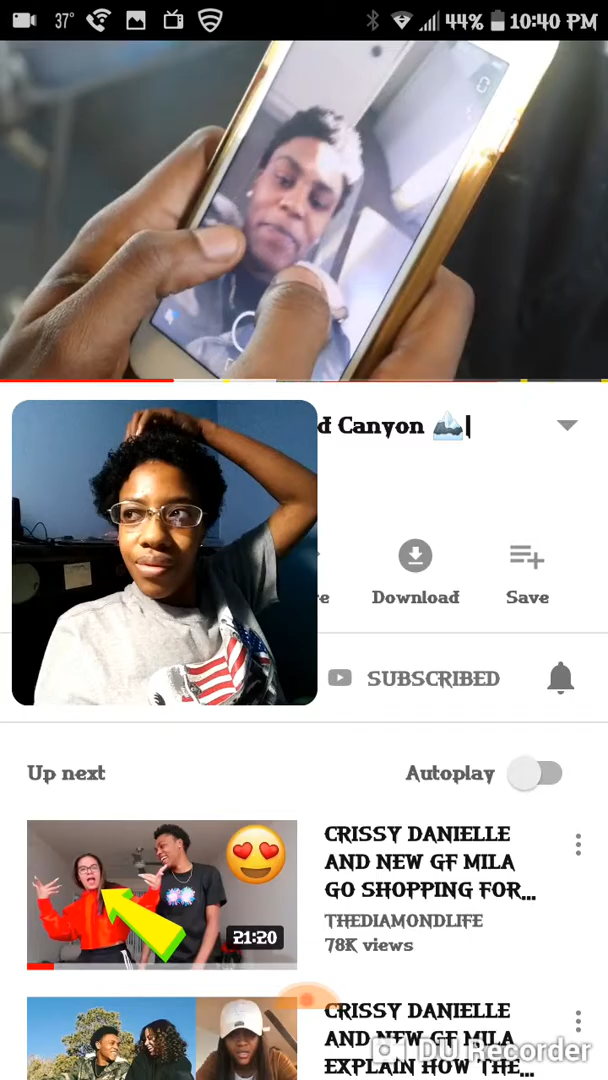 37°
44%
10:40 PM
d Canyon
re
Download
Save
SUBSCRIBED
Up next
Autoplay
CRISSY DANIELLE
AND NEW GF MILA
GO SHOPPING FOR...
THEDIAMONDLIFE
78K views
21:20
CRISSY DANIELLE
AND NEW GF MILA
EXPLAIN HOW THE...
DU Recorder